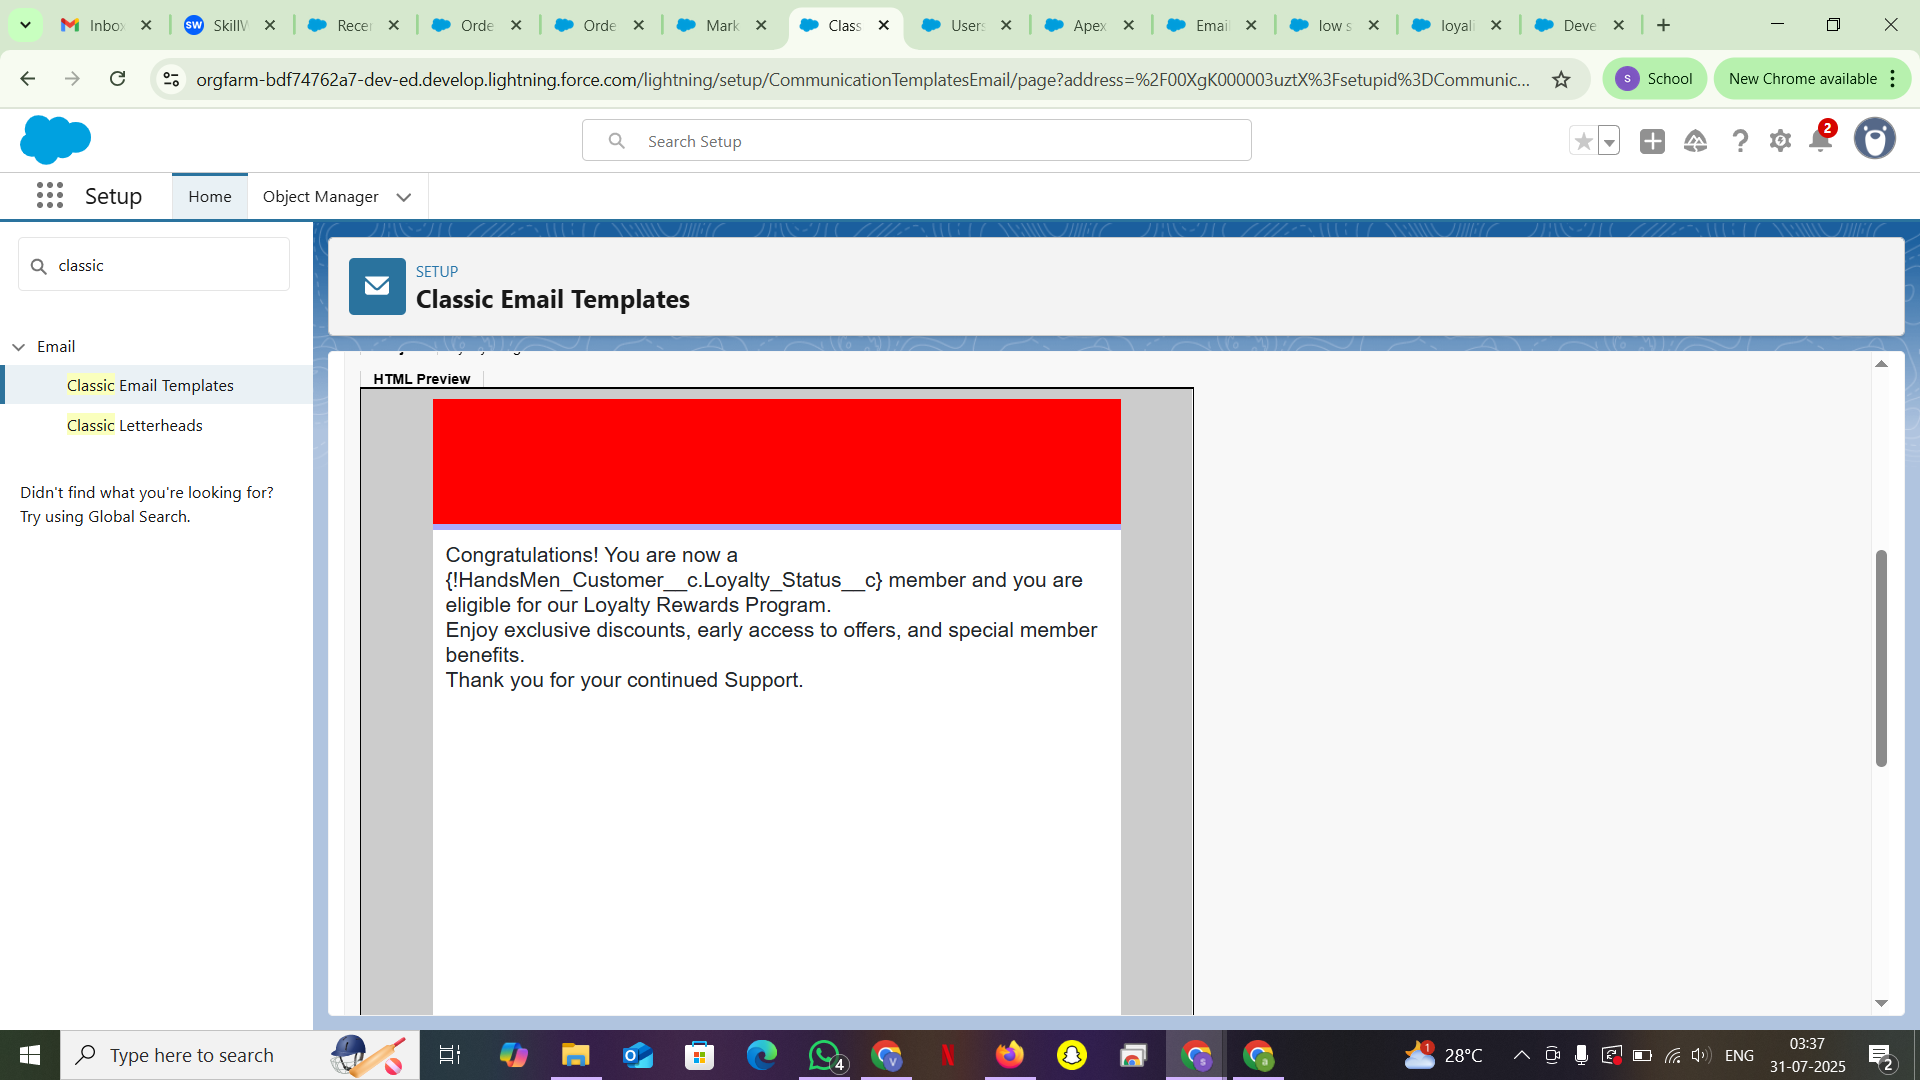 Inbo
SkillW
Recer
Orde
Orde
Mark
Class
Users
Apex
Email
low s
loyali
Deve
orgfarm-bdf74762a7-dev-ed.develop.lightning.force.com/lightning/setup/CommunicationTemplatesEmail/page?address=%2F00XgK000003uztX%3Fsetupid%3DCommunic...
S School
New Chrome available
Search Setup
2
Setup
Home
Object Manager
classic
SETUP
Classic Email Templates
Email
Classic Email Templates
Classic Letterheads
Didn't find what you're looking for?
Try using Global Search.
HTML Preview
Congratulations! You are now a
{!HandsMen_Customer__c.Loyalty_Status__c} member and you are
eligible for our Loyalty Rewards Program.
Enjoy exclusive discounts, early access to offers, and special member
benefits.
Thank you for your continued Support.
Type here to search
4
v
s
a
1
28°C
ENG
03:37
31-07-2025
2